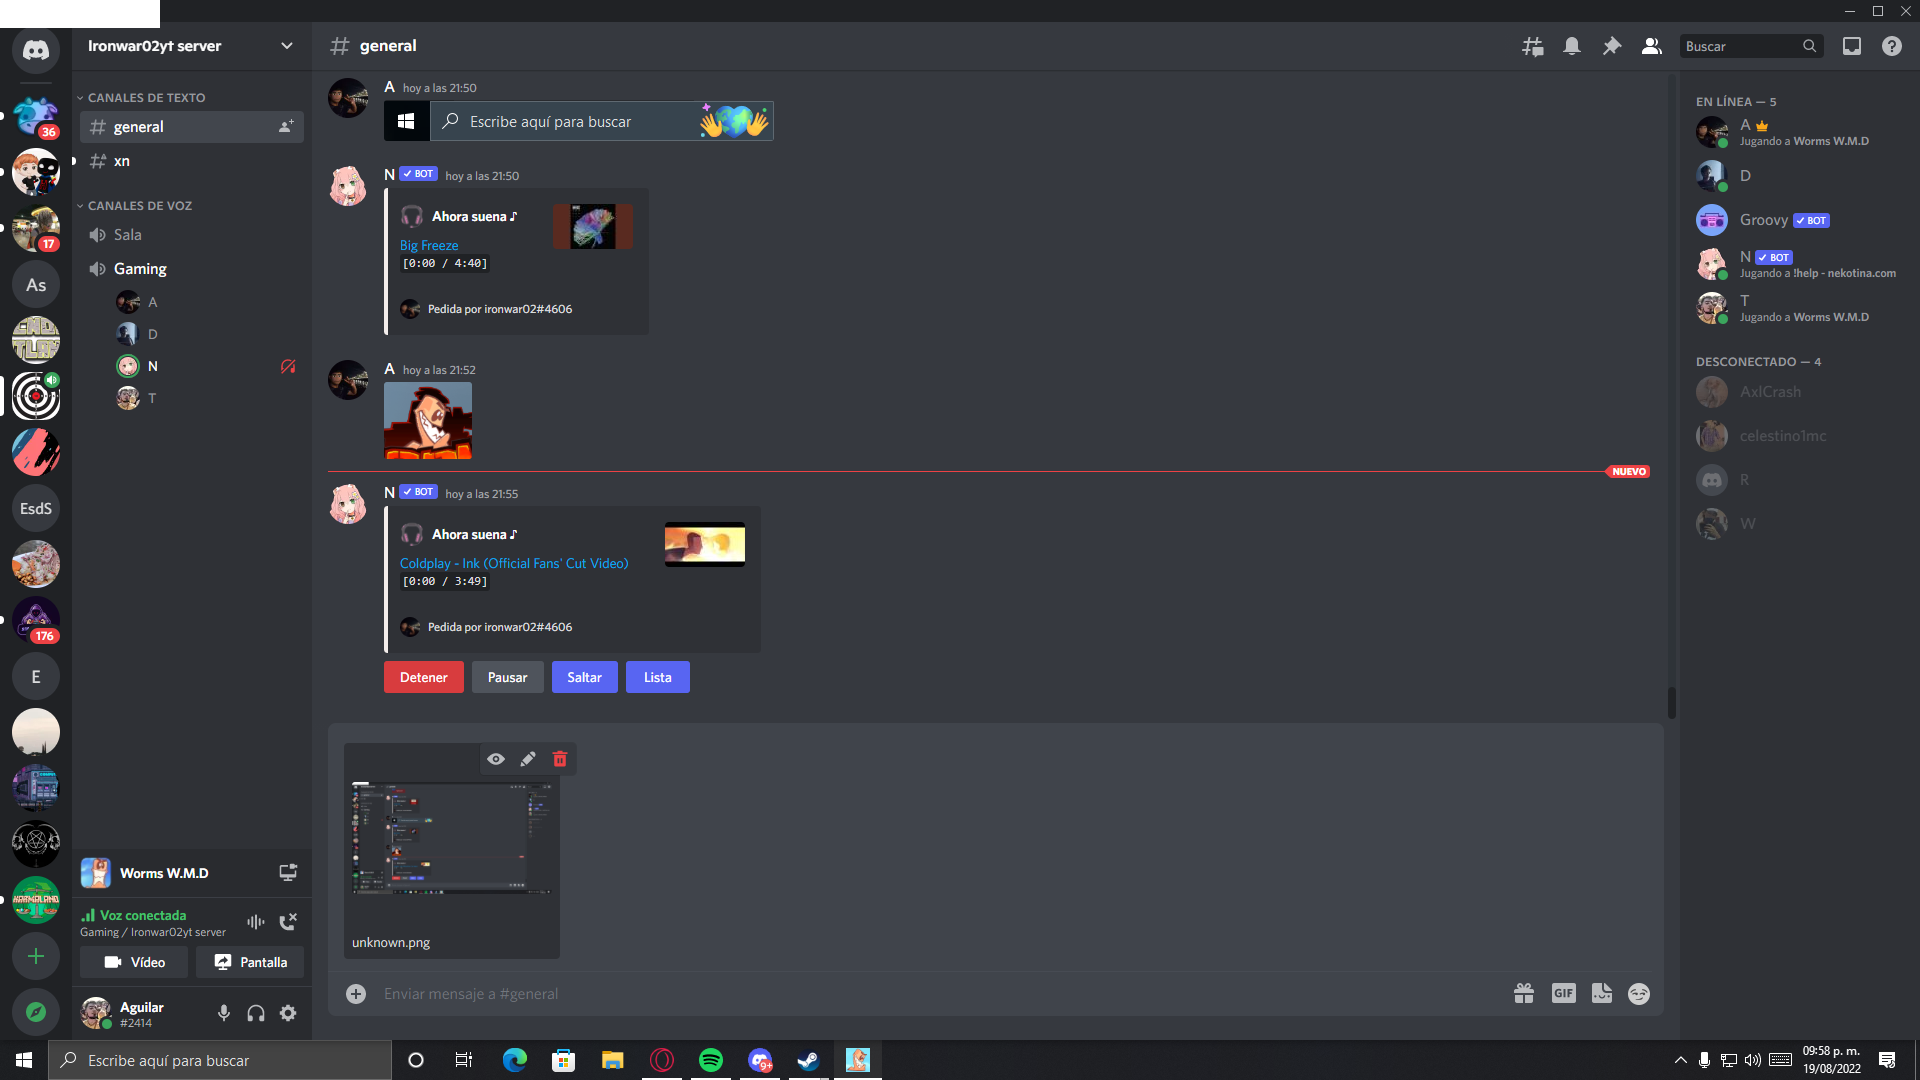 Ironwar02yt server
general
Buscar
CANALES DE TEXTO
general
xn
CANALES DE VOZ
Sala
Gaming
A
D
N
T
36
17
As
EsdS
176
E
KARMALAND
A hoy a las 21:50
Escribe aquí para buscar
N BOT hoy a las 21:50
Ahora suena ♪
Big Freeze
[0:00 / 4:40]
Pedida por ironwar02#4606
A hoy a las 21:52
NUEVO
N BOT hoy a las 21:55
Ahora suena ♪
Coldplay - Ink (Official Fans' Cut Video)
[0:00 / 3:49]
Pedida por ironwar02#4606
Detener
Pausar
Saltar
Lista
unknown.png
Enviar mensaje a #general
GIF
EN LÍNEA — 5
A
Jugando a Worms W.M.D
D
Groovy BOT
N BOT
Jugando a !help - nekotina.com
T
Jugando a Worms W.M.D
DESCONECTADO — 4
AxlCrash
celestino1mc
R
W
Worms W.M.D
Voz conectada
Gaming / Ironwar02yt server
Vídeo
Pantalla
Aguilar
#2414
Escribe aquí para buscar
9+
09:58 p. m.
19/08/2022